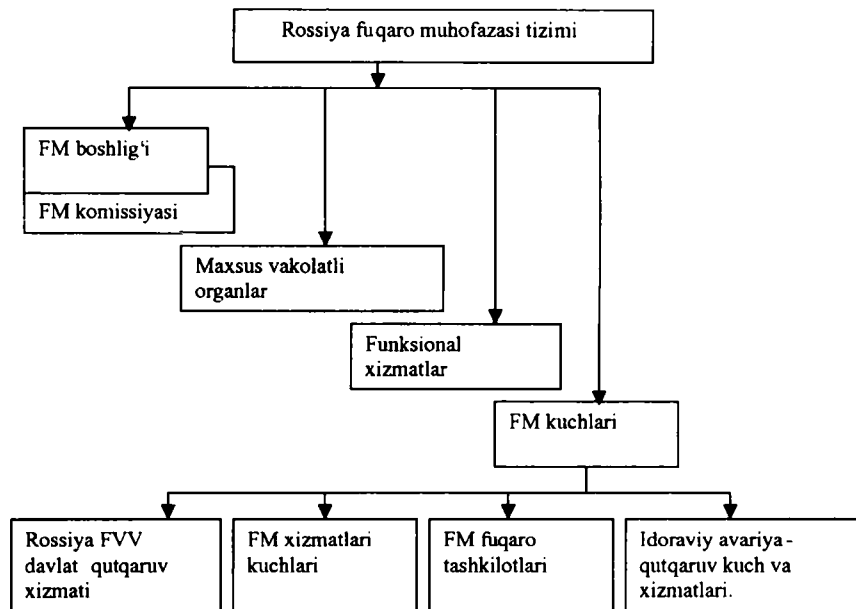 Rossiya fuqaro muhofazasi tizimi
FM boshlig‘i
FM komissiyasi
Maxsus vakolatli
organlar
Funksional
xizmatlar
FM kuchlari
Rossiya FVV
davlat qutqaruv
xizmati
FM xizmatlari
kuchlari
FM fuqaro
tashkilotlari
Idoraviy avariya-
qutqaruv kuch va
xizmatlari.